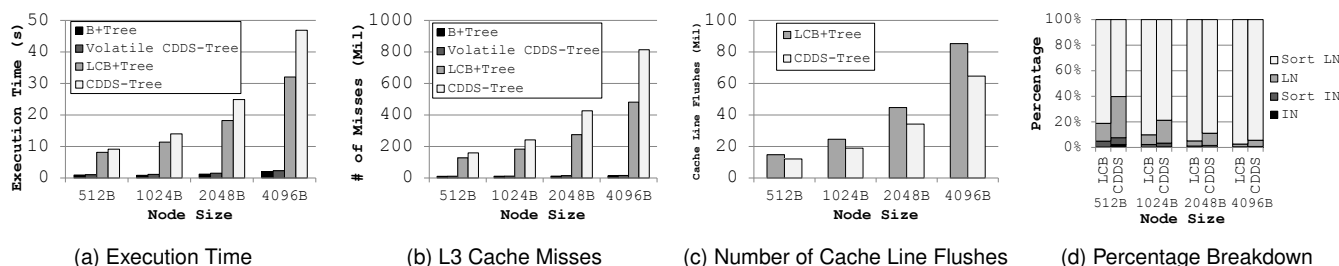 Execution Time (s)
50
40
30
20
10
0
B+Tree
Volatile CDDS-Tree
LCB+Tree
CDDS-Tree
512B 1024B 2048B 4096B
Node Size
(a) Execution Time
# of Misses (Mil)
1000
800
600
400
200
0
B+Tree
Volatile CDDS-Tree
LCB+Tree
CDDS-Tree
512B 1024B 2048B 4096B
Node Size
(b) L3 Cache Misses
Cache Line Flushes (Mil)
100
80
60
40
20
0
LCB+Tree
CDDS-Tree
512B 1024B 2048B 4096B
Node Size
(c) Number of Cache Line Flushes
Percentage
100%
80%
60%
40%
20%
0%
LCB CDDS LCB CDDS LCB CDDS LCB CDDS
512B 1024B 2048B 4096B
Node Size
Sort LN
LN
Sort IN
IN
(d) Percentage Breakdown